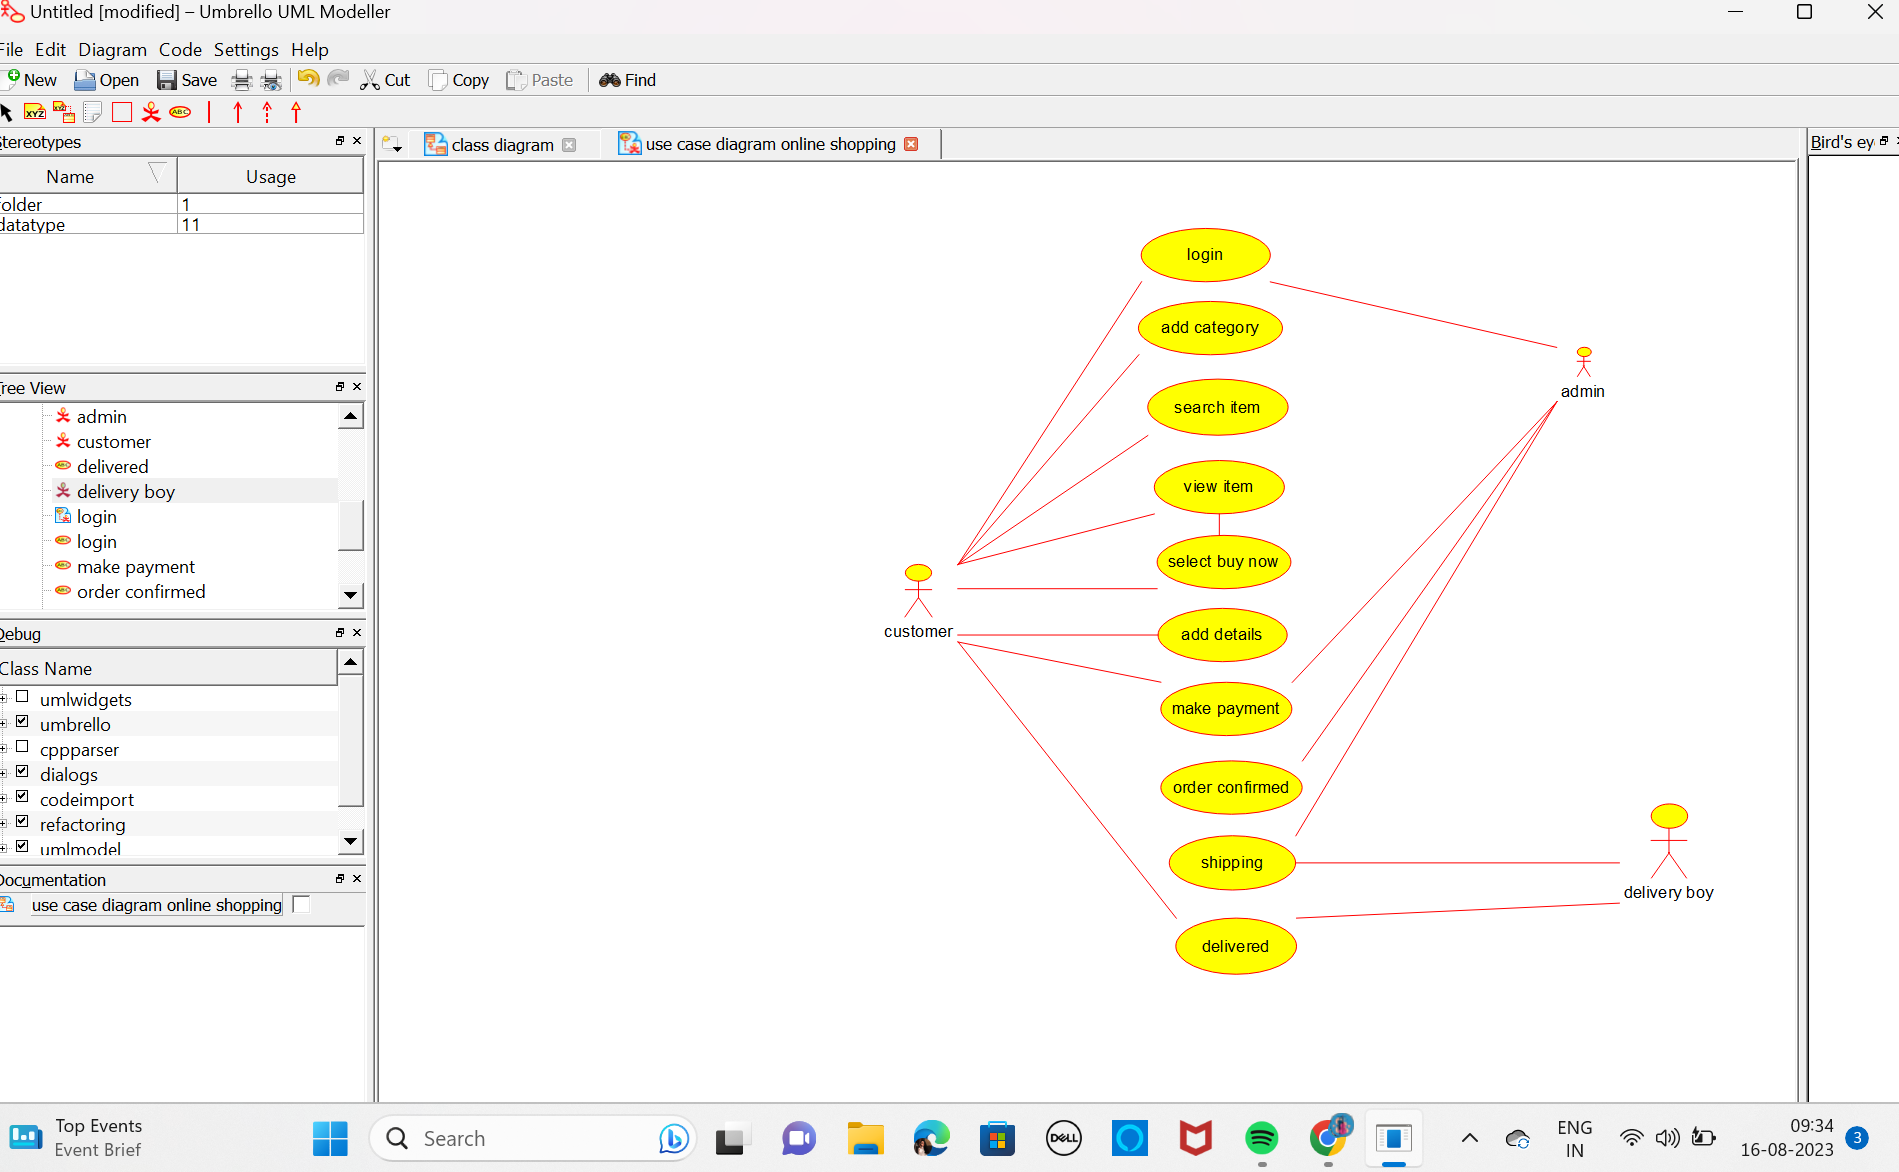 Untitled [modified] – Umbrello UML Modeller
File Edit Diagram Code Settings Help
New Open Save Cut Copy Paste Find
XYZ XYZ ABC
Stereotypes
class diagram
use case diagram online shopping
Bird's ey
Name Usage
folder 1
datatype 11
Tree View
admin
customer
delivered
delivery boy
login
login
make payment
order confirmed
Debug
Class Name
umlwidgets
umbrello
cppparser
dialogs
codeimport
refactoring
umlmodel
Documentation
use case diagram online shopping
login
add category
search item
view item
select buy now
add details
make payment
order confirmed
shipping
delivered
customer
admin
delivery boy
Top Events
Event Brief
Search
DELL
ENG
IN
09:34
16-08-2023
3